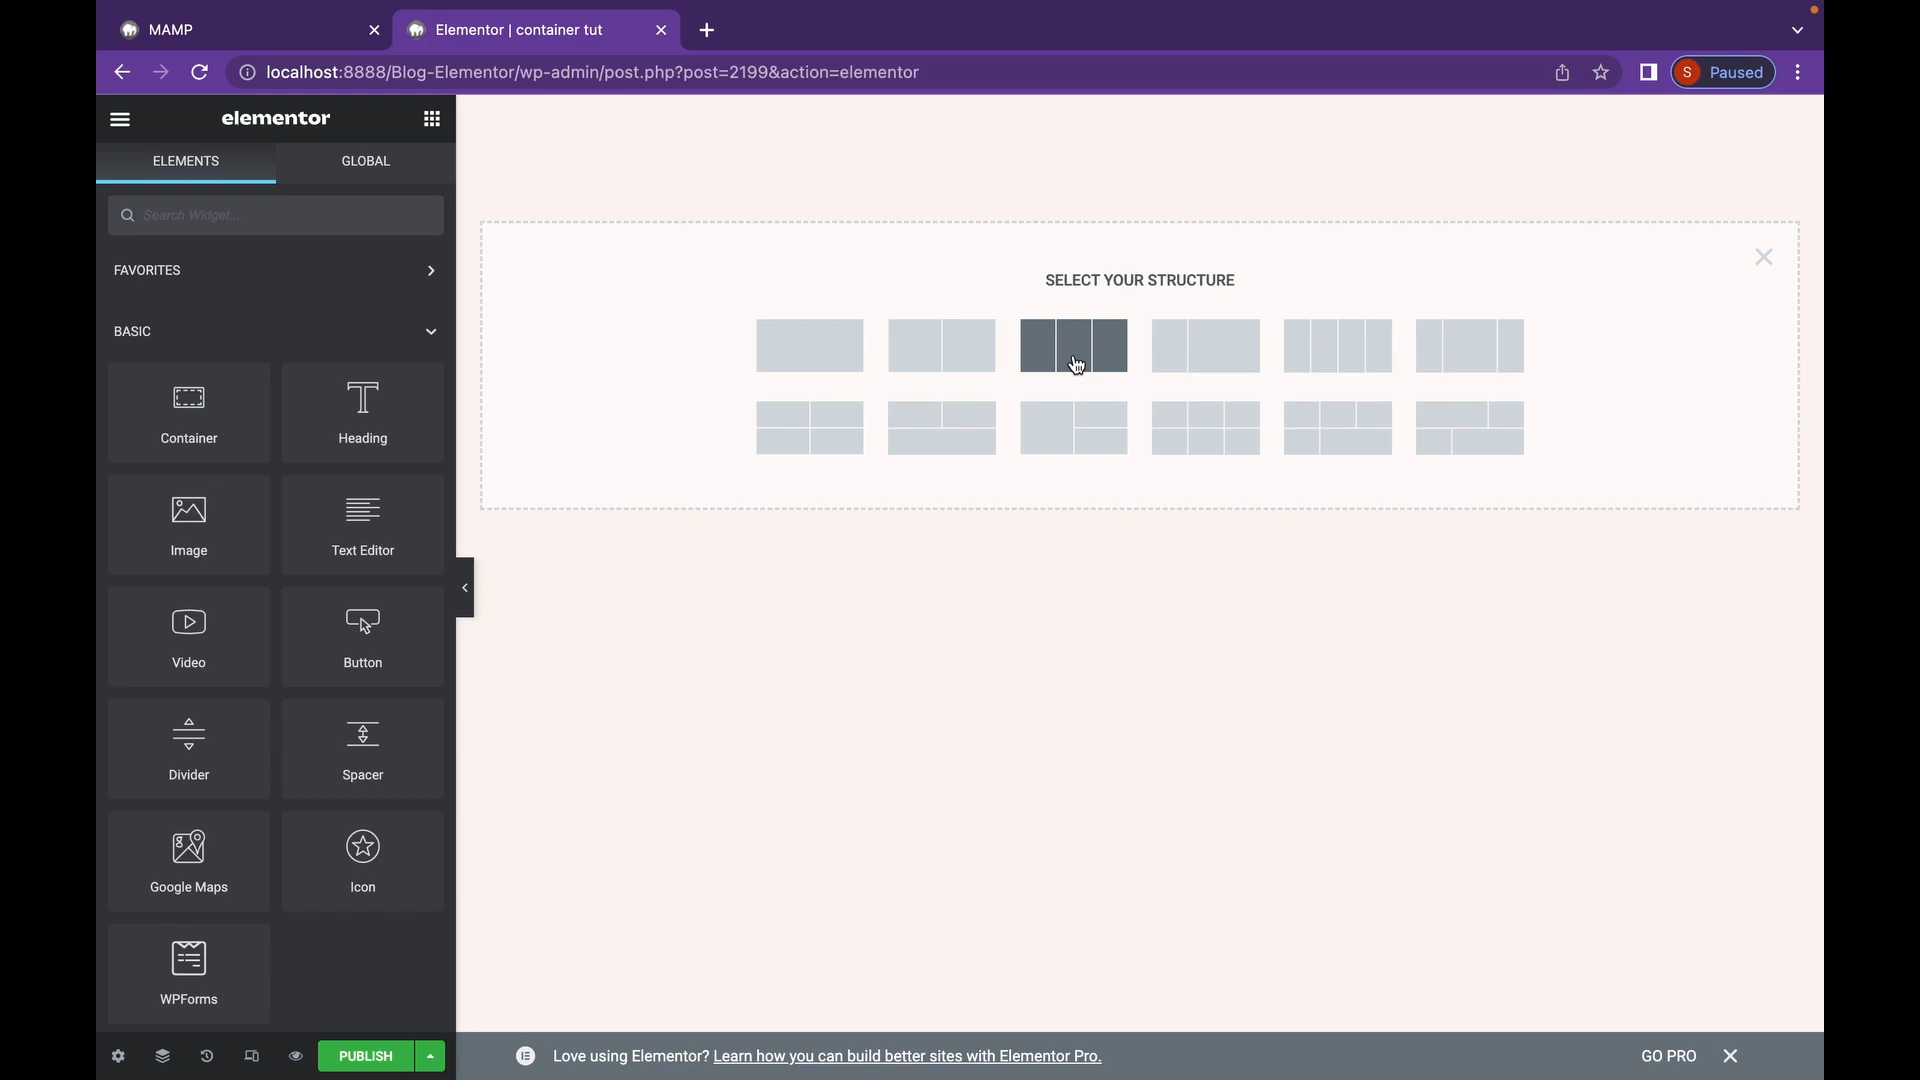 MAMP
Elementor | container tut
localhost:8888/Blog-Elementor/wp-admin/post.php?post=2199&action=elementor
S
Paused
elementor
ELEMENTS
GLOBAL
Search Widget...
FAVORITES
BASIC
Container
Heading
Image
Text Editor
Video
Button
Divider
Spacer
Google Maps
Icon
WPForms
PUBLISH
SELECT YOUR STRUCTURE
Love using Elementor? Learn how you can build better sites with Elementor Pro.
GO PRO